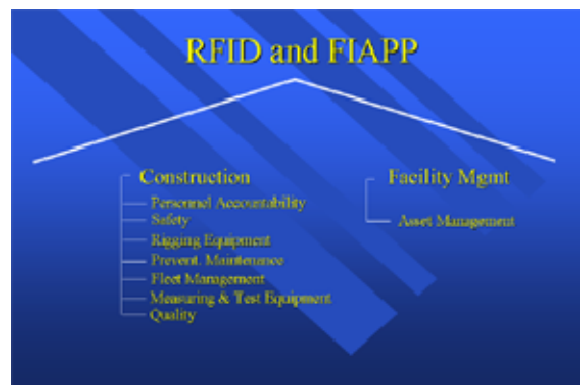 RFID and FIAPP
Construction
Personnel Accountability
Safety
Rigging Equipment
Prevent. Maintenance
Fleet Management
Measuring & Test Equipment
Quality
Facility Mgmt
Asset Management